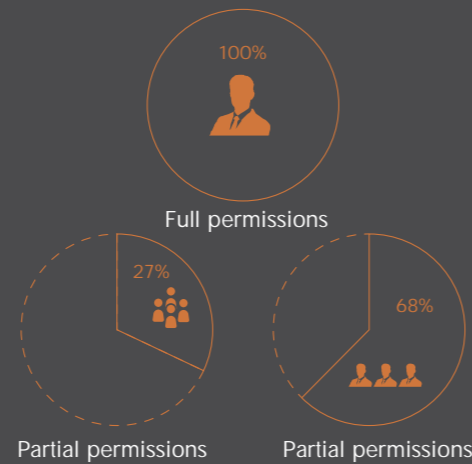 100%
Full permissions
27%
68%
Partial permissions
Partial permissions